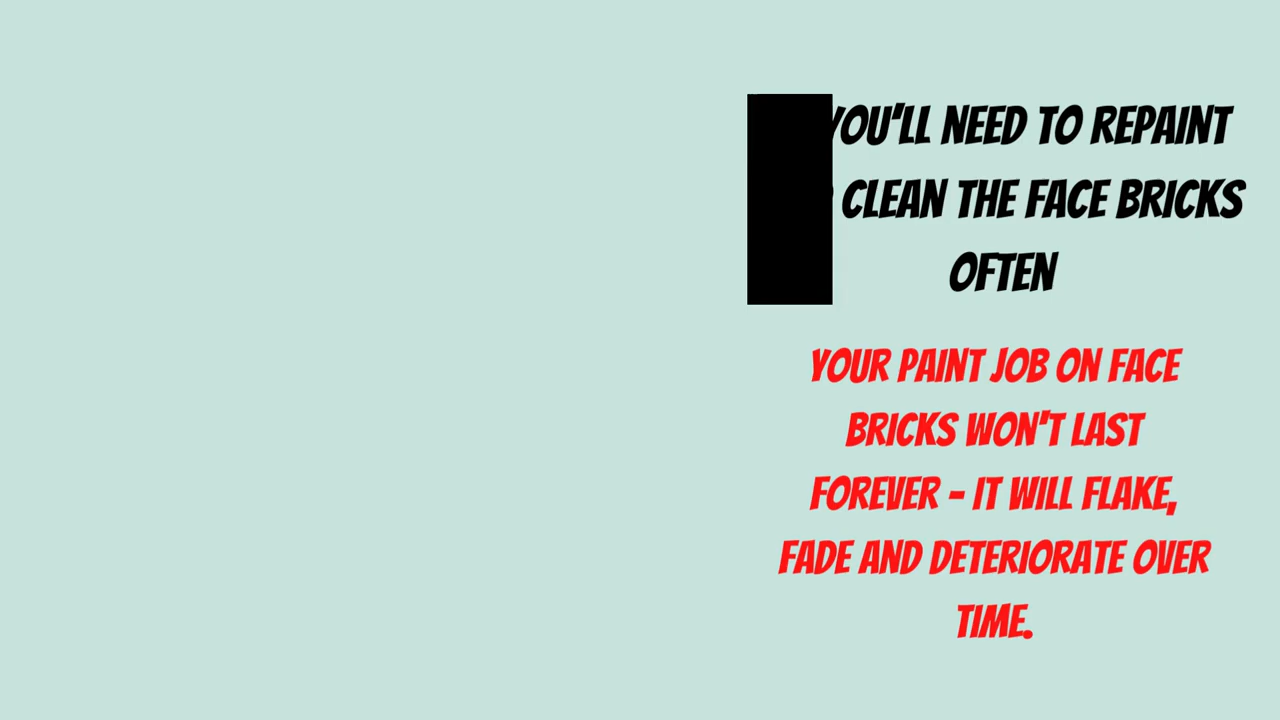 YOU'LL NEED TO REPAINT
CLEAN THE FACE BRICKS
OFTEN
YOUR PAINT JOB ON FACE
BRICKS WON'T LAST
FOREVER - IT WILL FLAKE,
FADE AND DETERIORATE OVER
TIME.